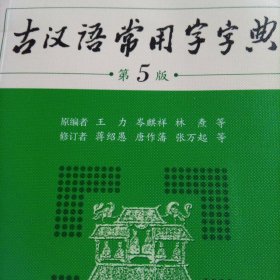 古汉语常用字字典
第5版
原编者 王力 岑麒祥 林焘 等
修订者 蒋绍愚 唐作藩 张万起 等